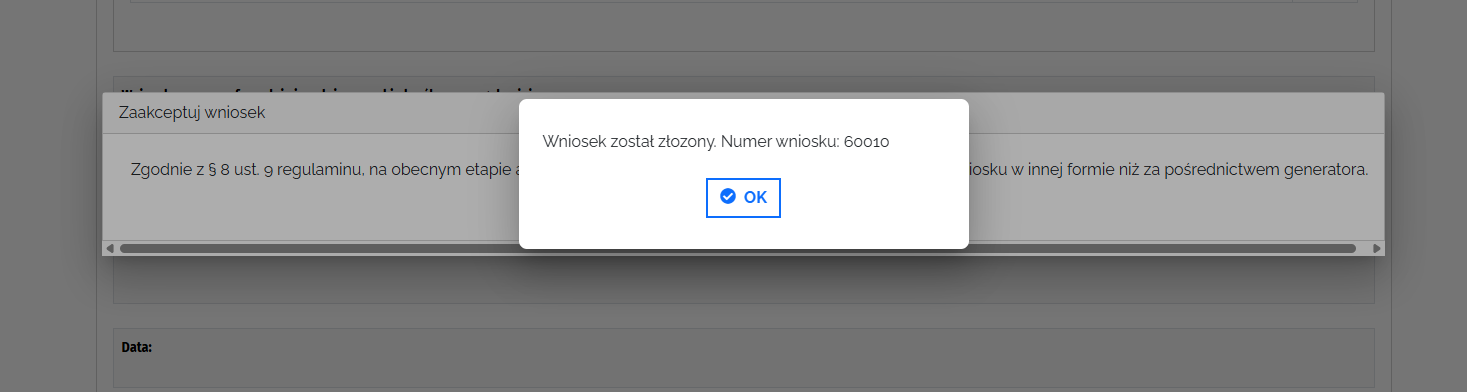 Zaakceptuj wniosek
Wniosek został złozony. Numer wniosku: 60010
Zgodnie z § 8 ust. 9 regulaminu, na obecnym etapie
w innej formie niż za pośrednictwem generatora.
OK
Data: